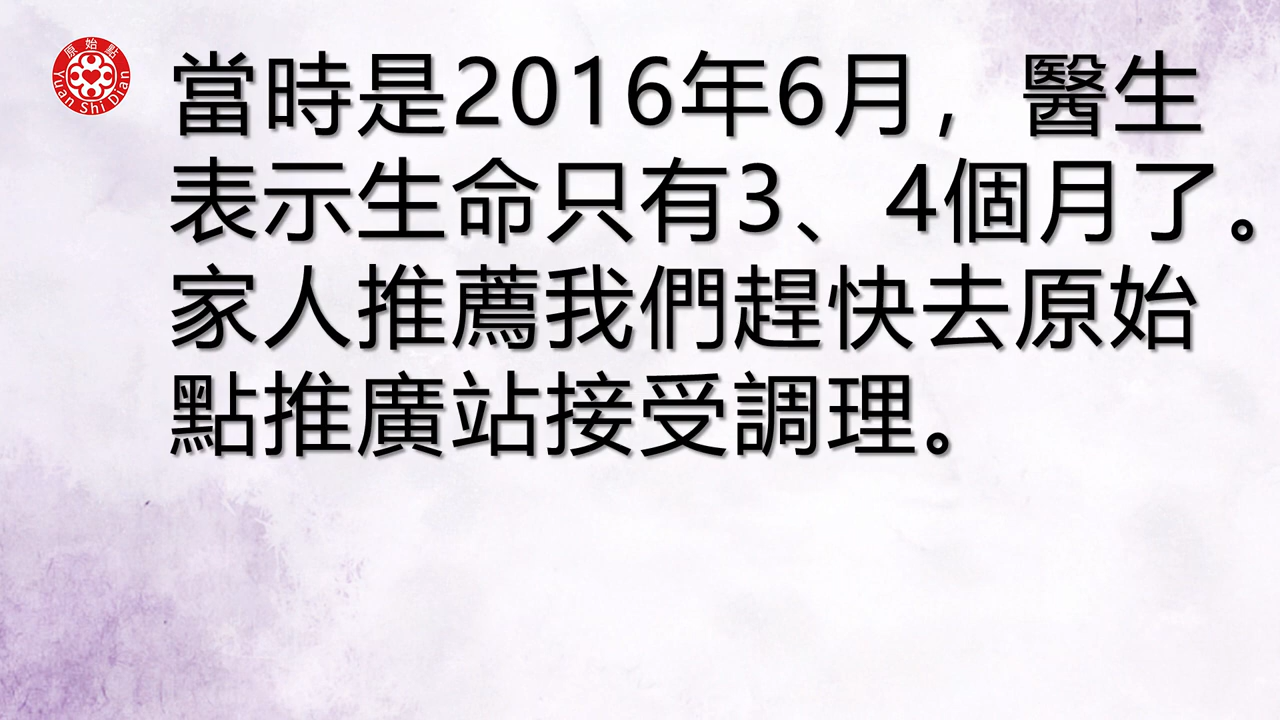 原始點
Yuan Shi Dian
當時是2016年6月，醫生
表示生命只有3、4個月了。
家人推薦我們趕快去原始
點推廣站接受調理。